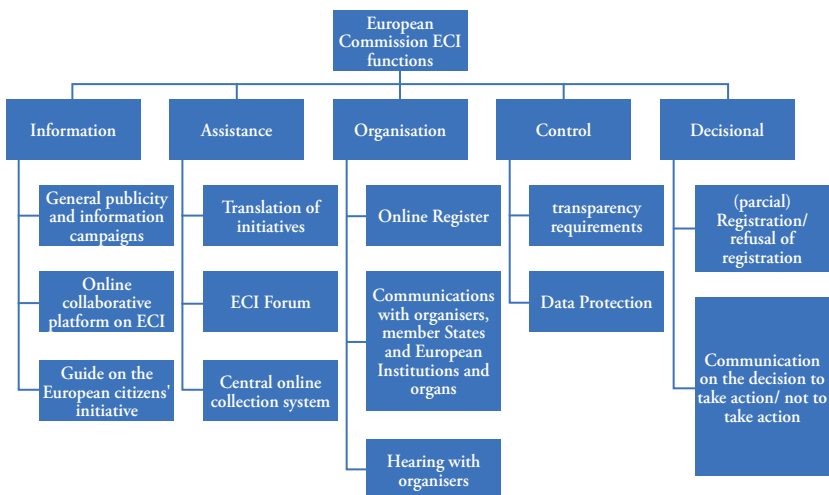 European
Commission ECI
functions
Information
Assistance
Organisation
Control
Decisional
General publicity
and information
campaigns
Online
collaborative
platform on ECI
Guide on the
European citizens'
initiative
Translation of
initiatives
ECI Forum
Central online
collection system
Online Register
Communications
with organisers,
member States
and European
Institutions and
organs
Hearing with
organisers
transparency
requirements
Data Protection
(parcial)
Registration/
refusal of
registration
Communication
on the decision to
take action/ not to
take action